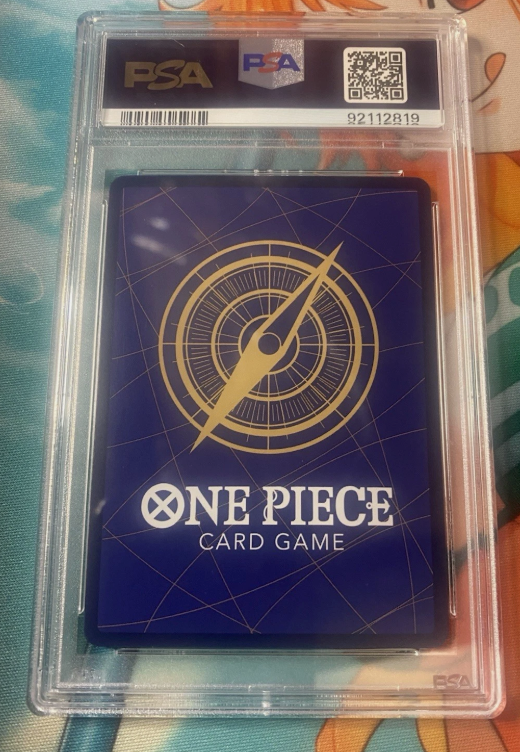 PSA PSA
92112819
ONE PIECE
CARD GAME
PSA